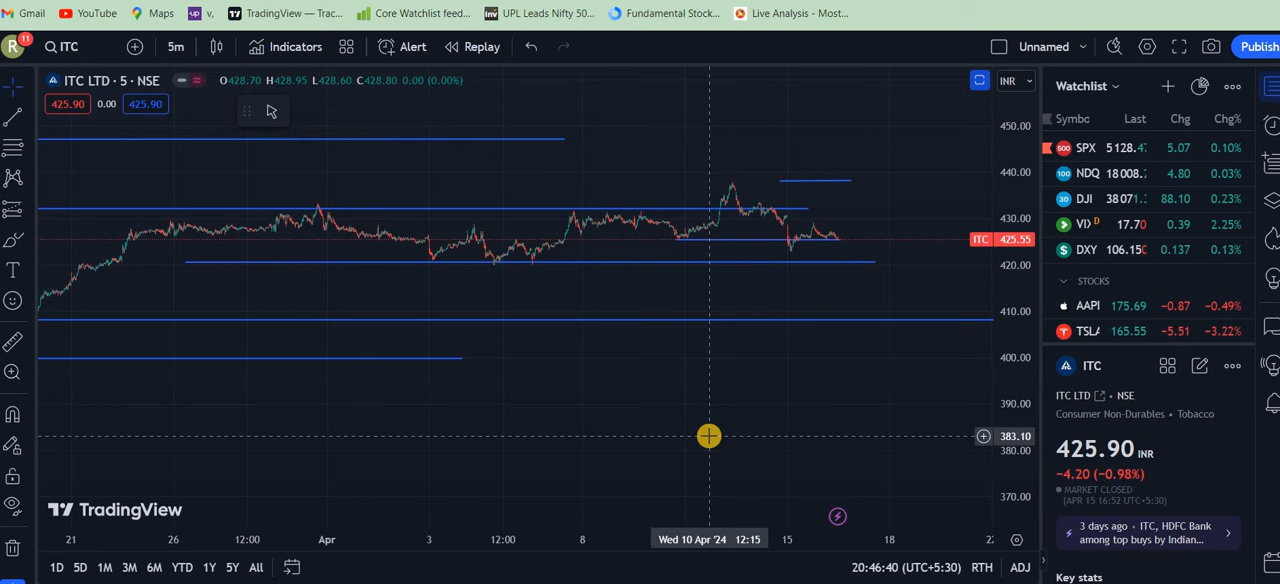 Gmail YouTube Maps v, TradingView — Trac... Core Watchlist feed... UPL Leads Nifty 50... Fundamental Stock... Live Analysis - Most...
R 11 ITC 5m Indicators Alert Replay Unnamed Publish
ITC LTD · 5 · NSE O428.70 H428.95 L428.60 C428.80 0.00 (0.00%) INR
425.90 0.00 425.90
450.00
440.00
430.00
ITC 425.55
420.00
410.00
400.00
390.00
383.10
380.00
370.00
TradingView
21 26 12:00 Apr 3 12:00 8 Wed 10 Apr '24 12:15 15 18 22
1D 5D 1M 3M 6M YTD 1Y 5Y All 20:46:40 (UTC+5:30) RTH ADJ
Watchlist
Symbo Last Chg Chg%
500 SPX 5128.47 5.07 0.10%
100 NDQ 18008. 4.80 0.03%
30 DJI 38071. 88.10 0.23%
VI D 17.70 0.39 2.25%
DXY 106.150 0.137 0.13%
STOCKS
AAPI 175.69 −0.87 −0.49%
TSLA 165.55 −5.51 −3.22%
ITC
ITC LTD • NSE
Consumer Non-Durables • Tobacco
425.90 INR
−4.20 (−0.98%)
MARKET CLOSED
(APR 15 16:52 UTC+5:30)
3 days ago • ITC, HDFC Bank
among top buys by Indian...
Key stats